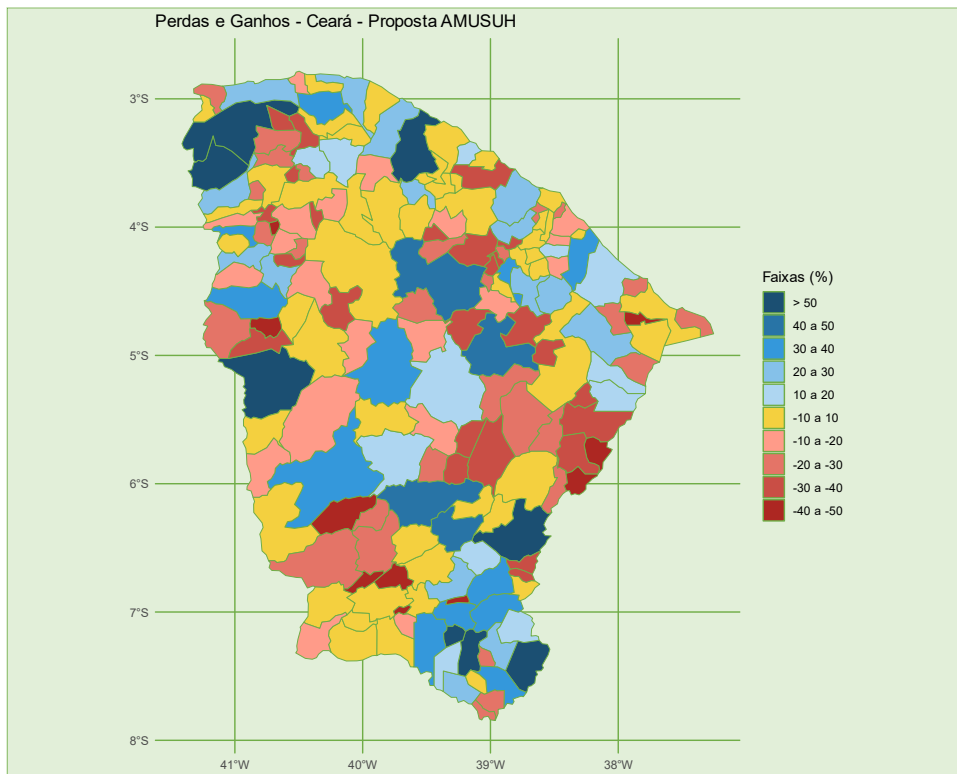 Perdas e Ganhos - Ceará - Proposta AMUSUH
3°S
4°S
5°S
6°S
7°S
8°S
41°W
40°W
39°W
38°W
Faixas (%)
> 50
40 a 50
30 a 40
20 a 30
10 a 20
-10 a 10
-10 a -20
-20 a -30
-30 a -40
-40 a -50